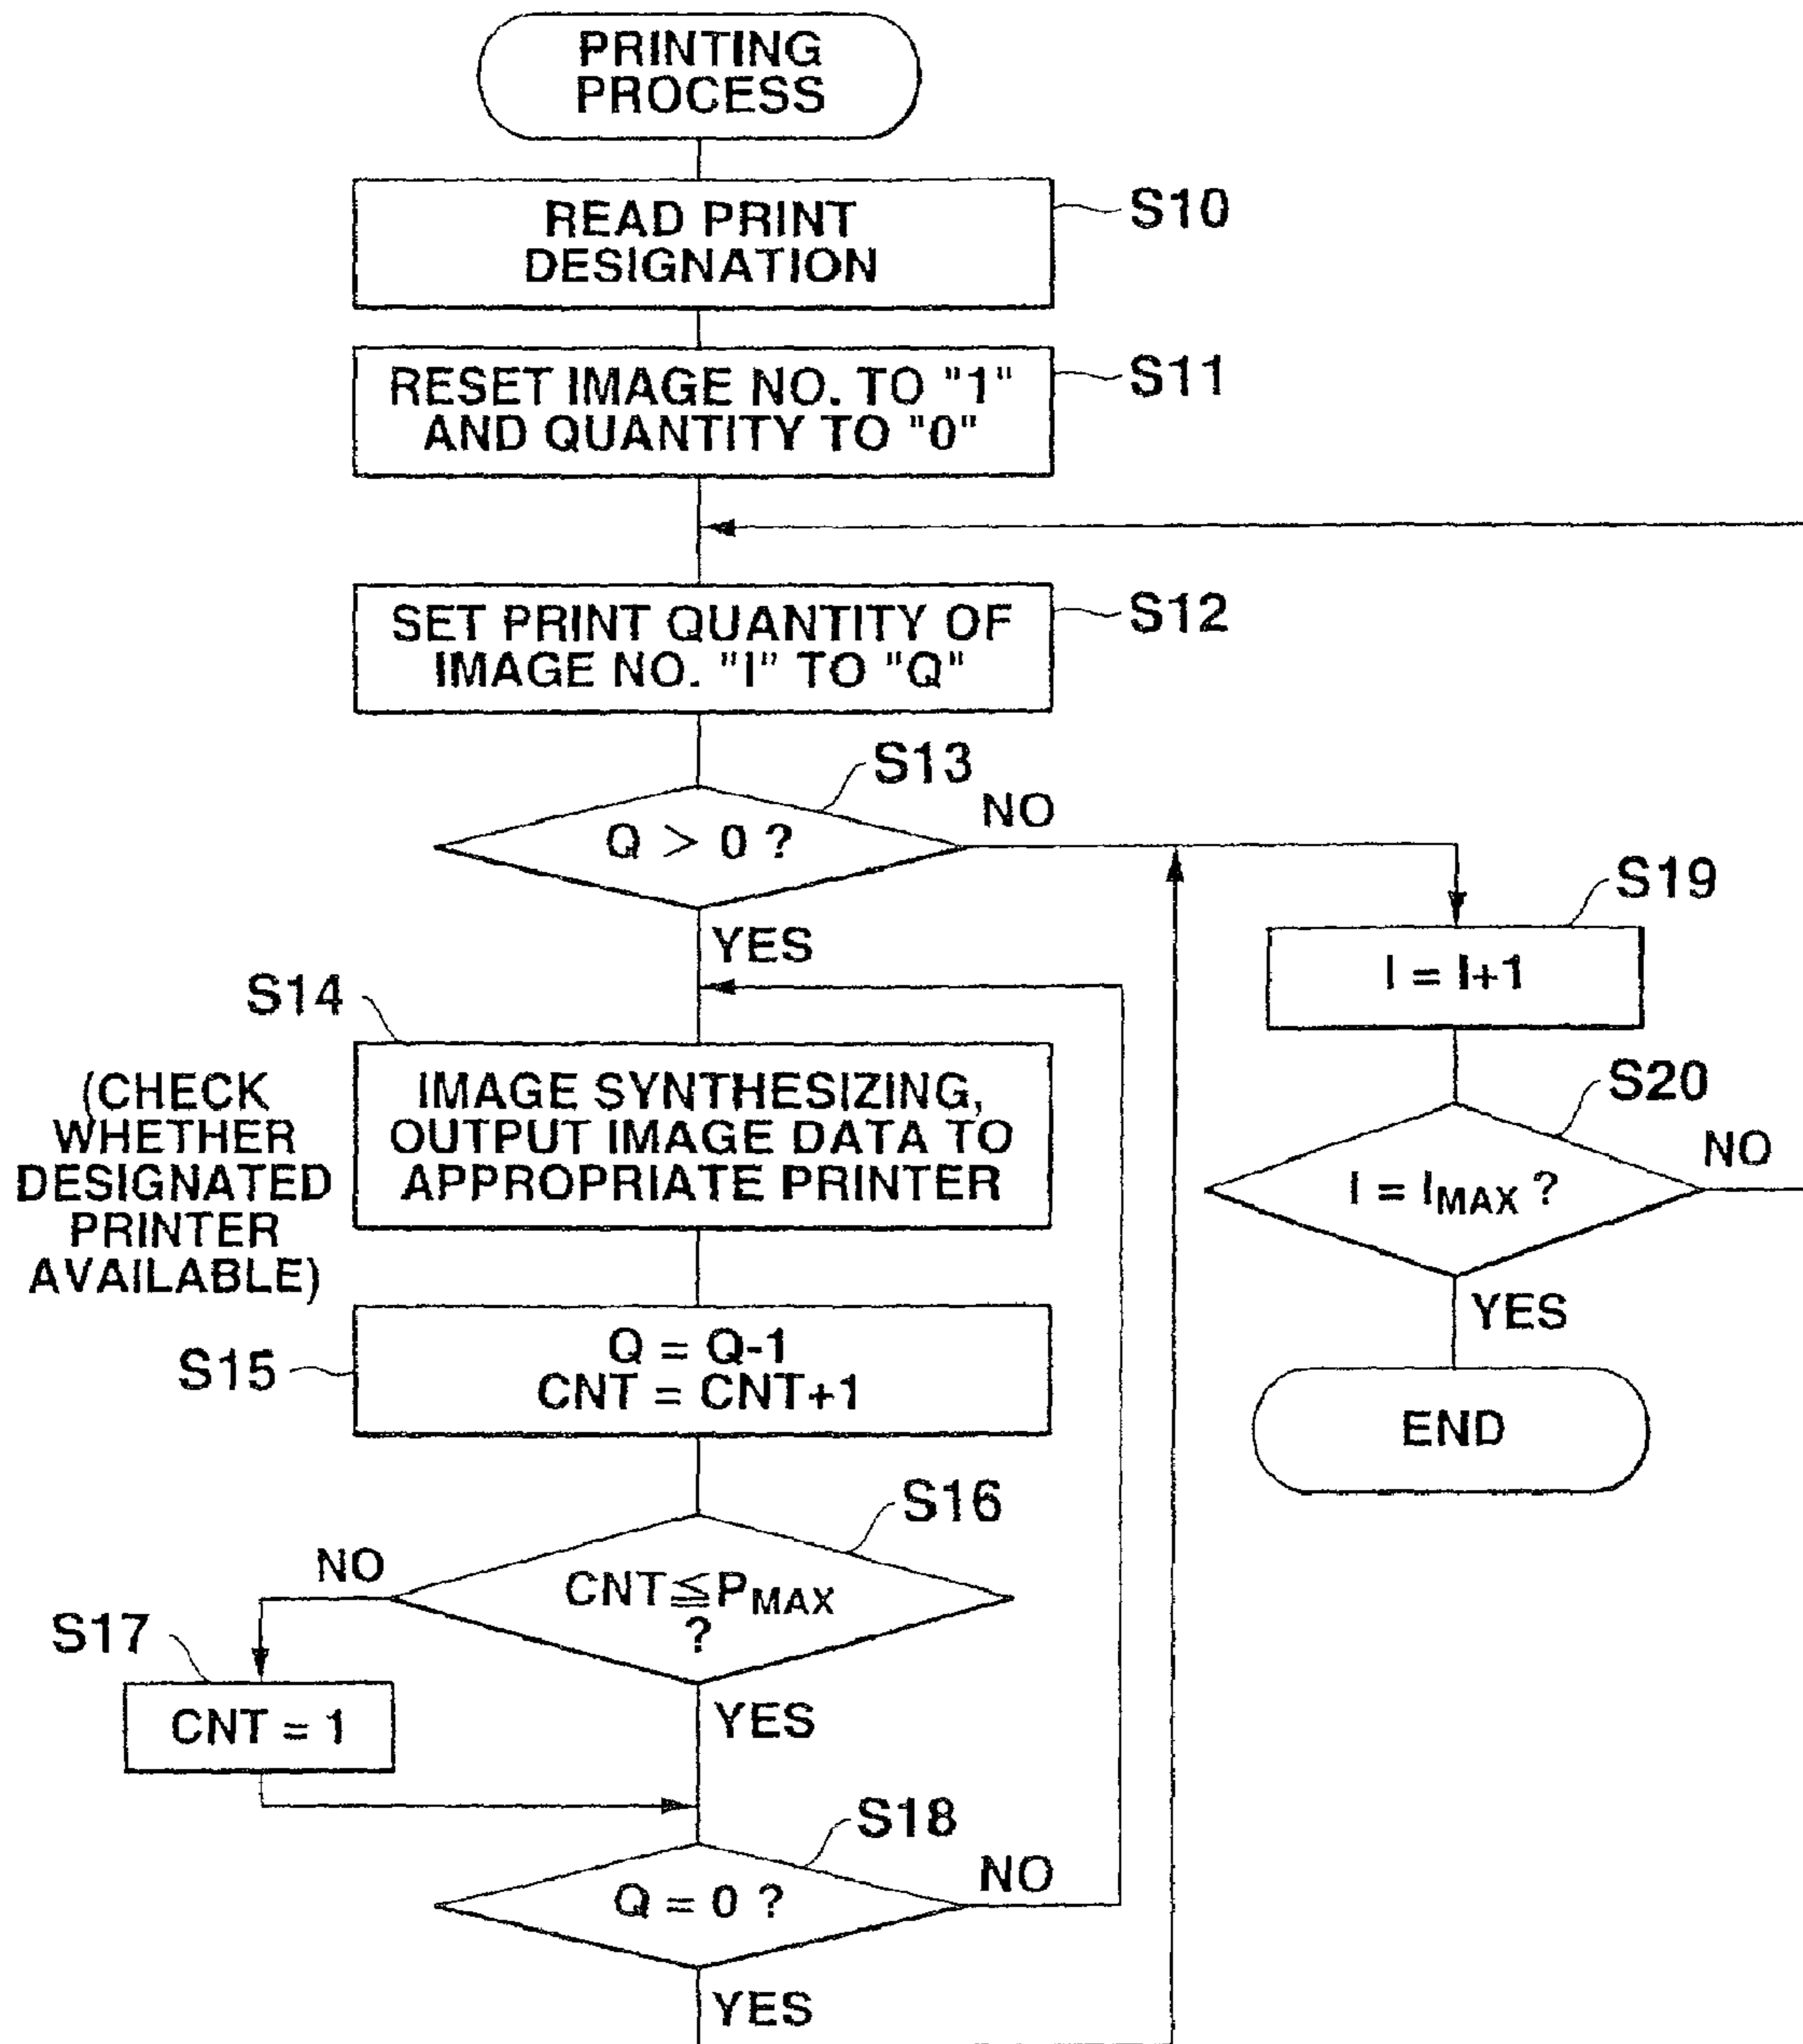 PRINTING
PROCESS
READ PRINT
DESIGNATION
S10
RESET IMAGE NO. TO "1"
AND QUANTITY TO "0"
S11
SET PRINT QUANTITY OF
IMAGE NO. "I" TO "Q"
S12
S13
Q > 0 ?
NO
YES
S14
(CHECK
WHETHER
DESIGNATED
PRINTER
AVAILABLE)
IMAGE SYNTHESIZING,
OUTPUT IMAGE DATA TO
APPROPRIATE PRINTER
S15
Q = Q-1
CNT = CNT+1
S16
CNT≦PMAX
?
NO
S17
CNT = 1
YES
S18
Q = 0 ?
NO
YES
S19
I = I+1
S20
I = IMAX ?
NO
YES
END